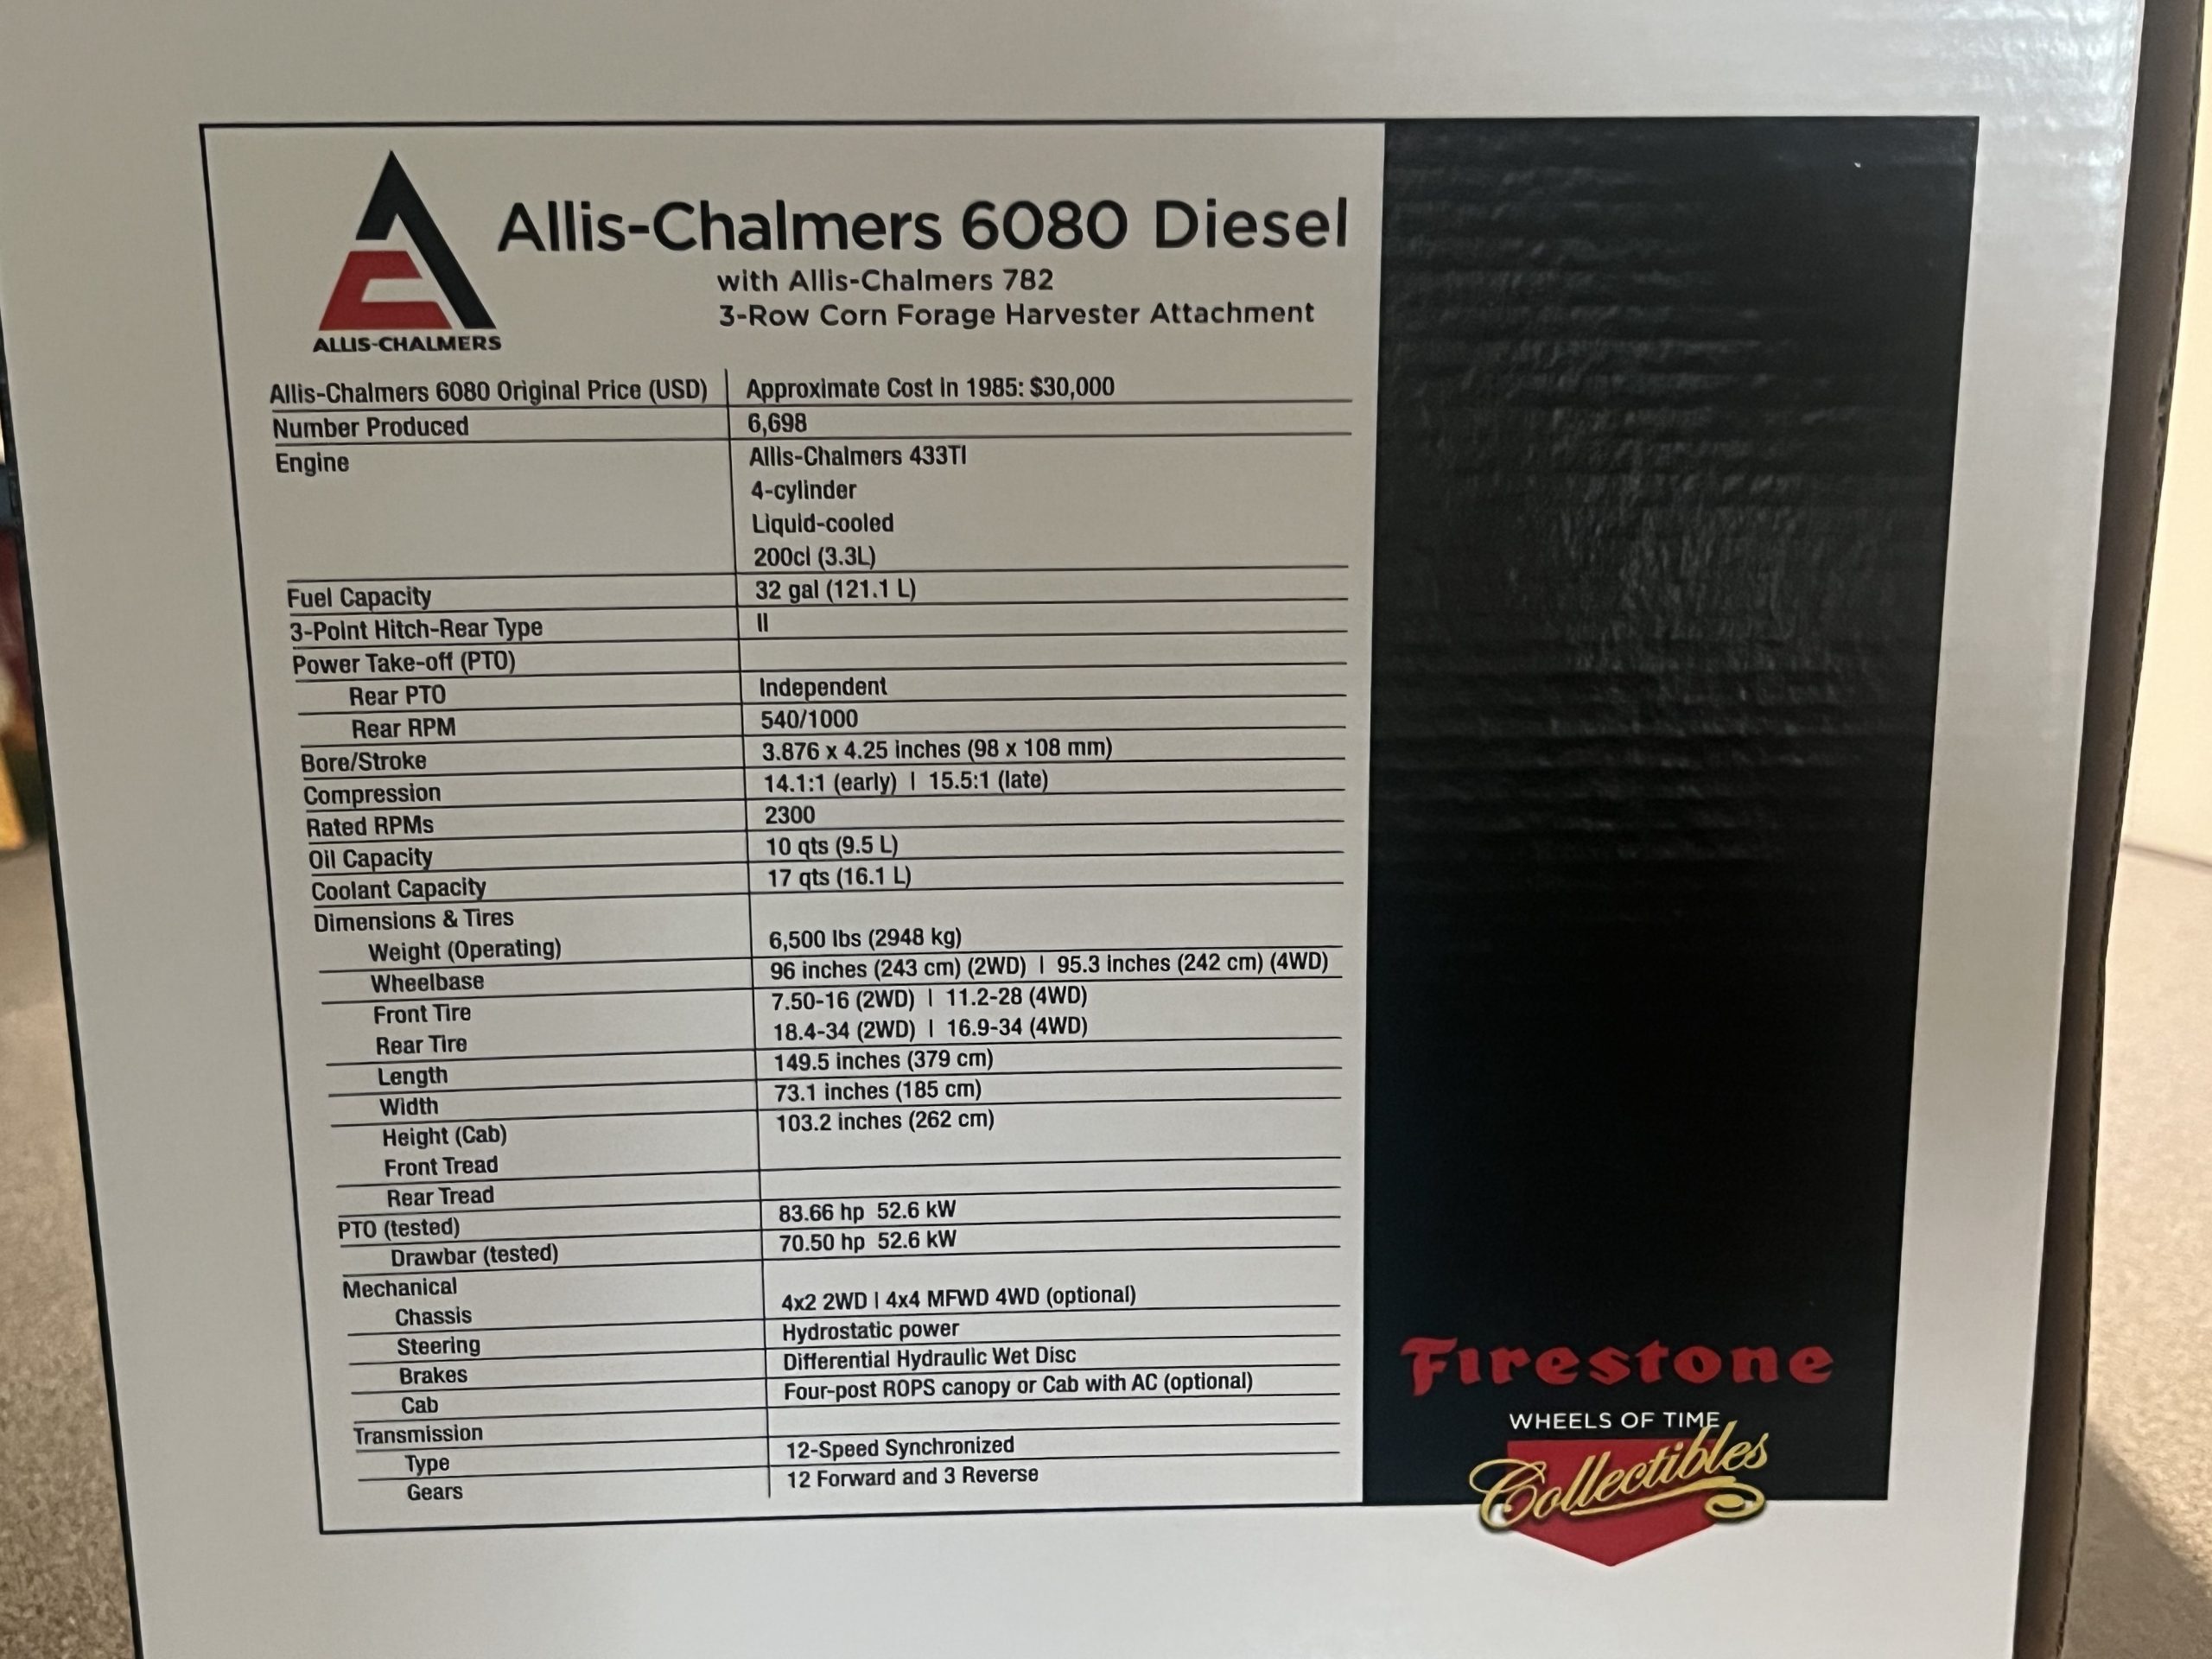 Allis-Chalmers 6080 Diesel
with Allis-Chalmers 782
3-Row Corn Forage Harvester Attachment
ALLIS-CHALMERS
Allis-Chalmers 6080 Original Price (USD) Approximate Cost in 1985: $30,000
Number Produced 6,698
Engine Allis-Chalmers 433TI
4-cylinder
Liquid-cooled
200ci (3.3L)
Fuel Capacity 32 gal (121.1 L)
3-Point Hitch-Rear Type II
Power Take-off (PTO)
Rear PTO Independent
Rear RPM 540/1000
Bore/Stroke 3.876 x 4.25 inches (98 x 108 mm)
Compression 14.1:1 (early) | 15.5:1 (late)
Rated RPMs 2300
Oil Capacity 10 qts (9.5 L)
Coolant Capacity 17 qts (16.1 L)
Dimensions & Tires
Weight (Operating) 6,500 lbs (2948 kg)
Wheelbase 96 inches (243 cm) (2WD) | 95.3 inches (242 cm) (4WD)
Front Tire 7.50-16 (2WD) | 11.2-28 (4WD)
Rear Tire 18.4-34 (2WD) | 16.9-34 (4WD)
Length 149.5 inches (379 cm)
Width 73.1 inches (185 cm)
Height (Cab) 103.2 inches (262 cm)
Front Tread
Rear Tread
PTO (tested) 83.66 hp 52.6 kW
Drawbar (tested) 70.50 hp 52.6 kW
Mechanical
Chassis 4x2 2WD | 4x4 MFWD 4WD (optional)
Steering Hydrostatic power
Brakes Differential Hydraulic Wet Disc
Cab Four-post ROPS canopy or Cab with AC (optional)
Transmission
Type 12-Speed Synchronized
Gears 12 Forward and 3 Reverse
Firestone
WHEELS OF TIME
Collectibles